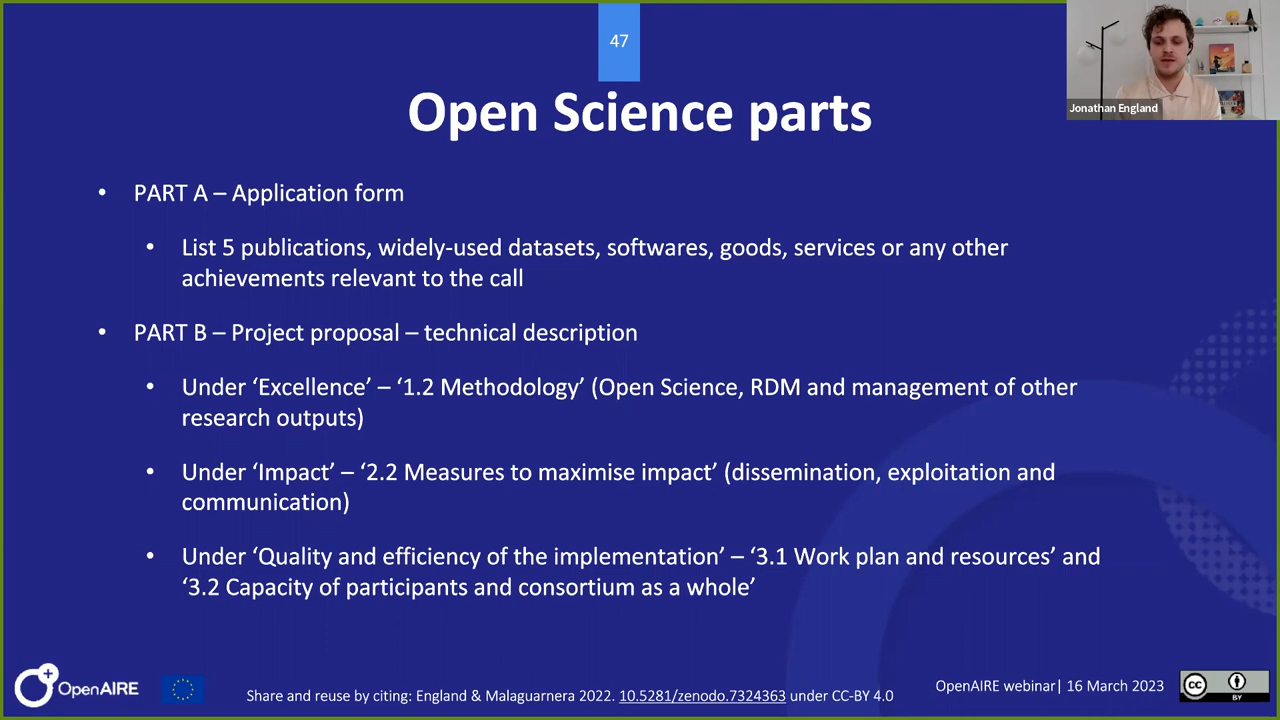 47
Jonathan England
Open Science parts
• PART A – Application form
• List 5 publications, widely-used datasets, softwares, goods, services or any other
achievements relevant to the call
• PART B – Project proposal – technical description
• Under ‘Excellence’ – ‘1.2 Methodology’ (Open Science, RDM and management of other
research outputs)
• Under ‘Impact’ – ‘2.2 Measures to maximise impact’ (dissemination, exploitation and
communication)
• Under ‘Quality and efficiency of the implementation’ – ‘3.1 Work plan and resources’ and
‘3.2 Capacity of participants and consortium as a whole’
OpenAIRE
Share and reuse by citing: England & Malaguarnera 2022. 10.5281/zenodo.7324363 under CC-BY 4.0
OpenAIRE webinar| 16 March 2023
cc
BY